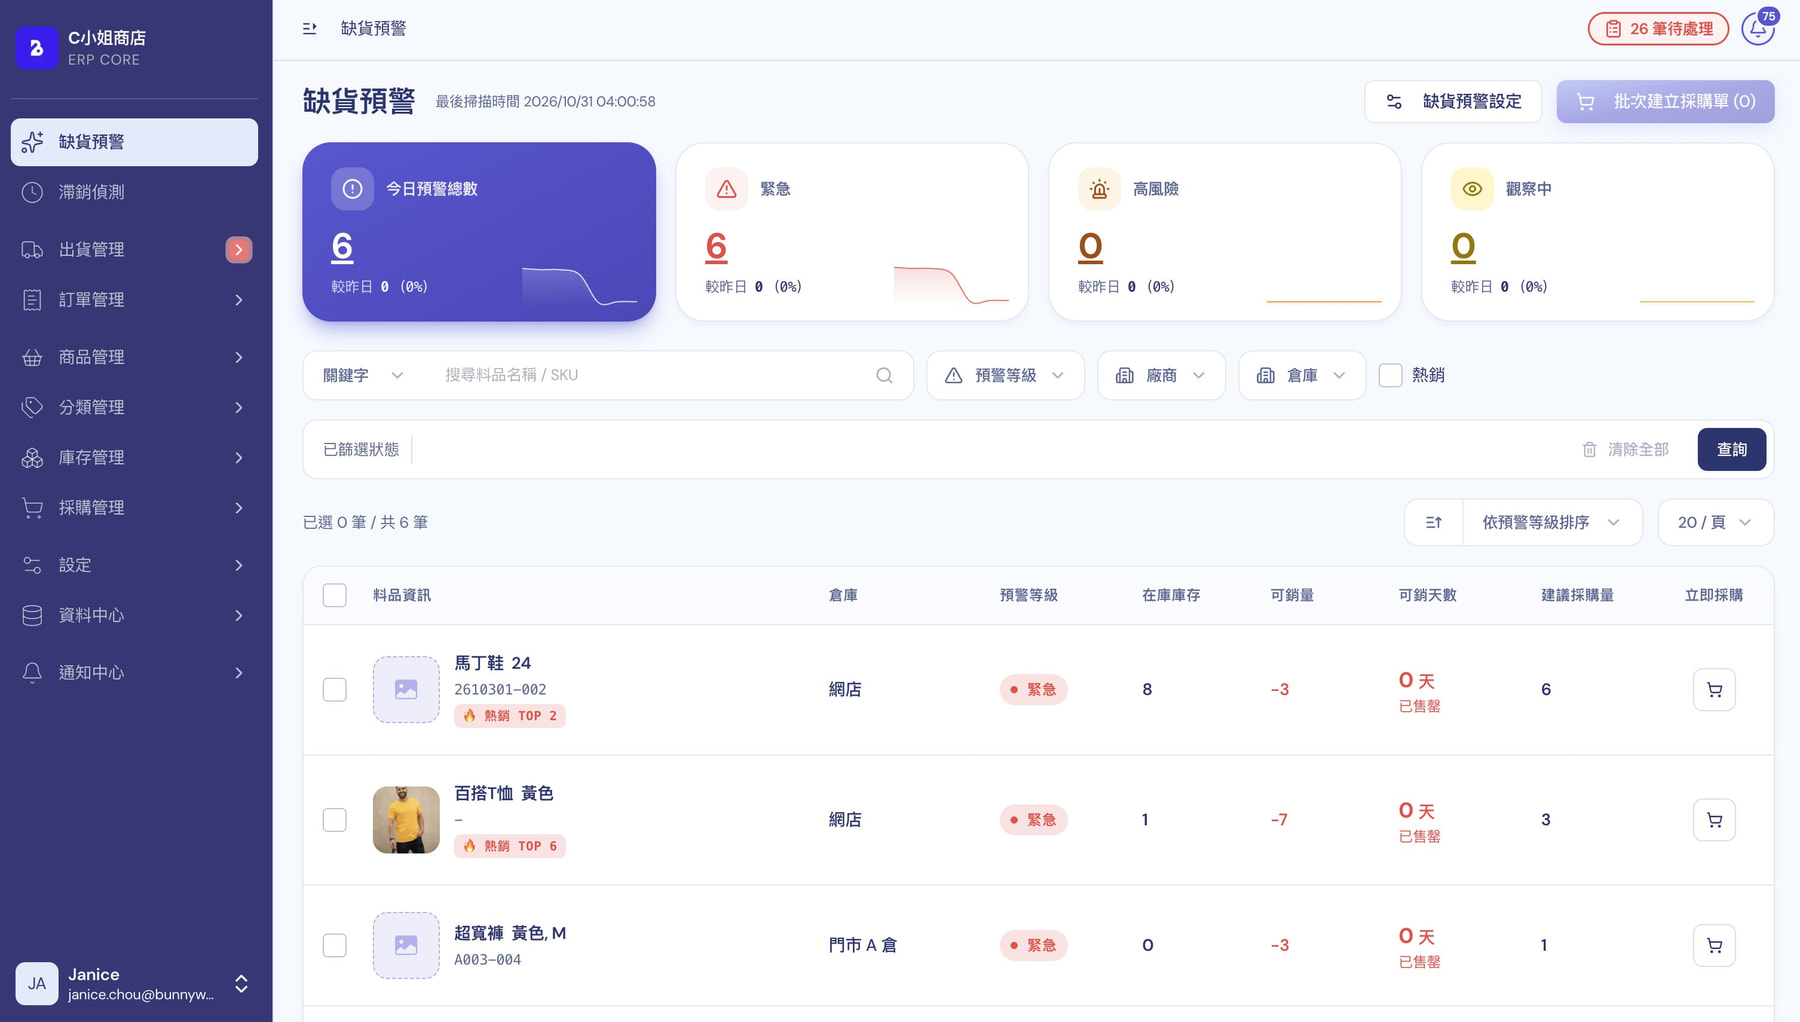 C小姐商店
ERP CORE
缺貨預警
滯銷偵測
出貨管理
訂單管理
商品管理
分類管理
庫存管理
採購管理
設定
資料中心
通知中心
JA
Janice
janice.chou@bunnyw...
缺貨預警
26 筆待處理
75
缺貨預警
最後掃描時間 2026/10/31 04:00:58
缺貨預警設定
批次建立採購單 (0)
今日預警總數
6
較昨日 0 (0%)
緊急
6
較昨日 0 (0%)
高風險
0
較昨日 0 (0%)
觀察中
0
較昨日 0 (0%)
關鍵字
搜尋料品名稱 / SKU
預警等級
廠商
倉庫
熱銷
已篩選狀態
清除全部
查詢
已選 0 筆 / 共 6 筆
依預警等級排序
20 / 頁
料品資訊 倉庫 預警等級 在庫庫存 可銷量 可銷天數 建議採購量 立即採購
馬丁鞋 24
2610301-002
熱銷 TOP 2
網店
緊急
8
-3
0 天
已售罄
6
百搭T恤 黃色
–
熱銷 TOP 6
網店
緊急
1
-7
0 天
已售罄
3
超寬褲 黃色, M
A003-004
門市 A 倉
緊急
0
-3
0 天
已售罄
1